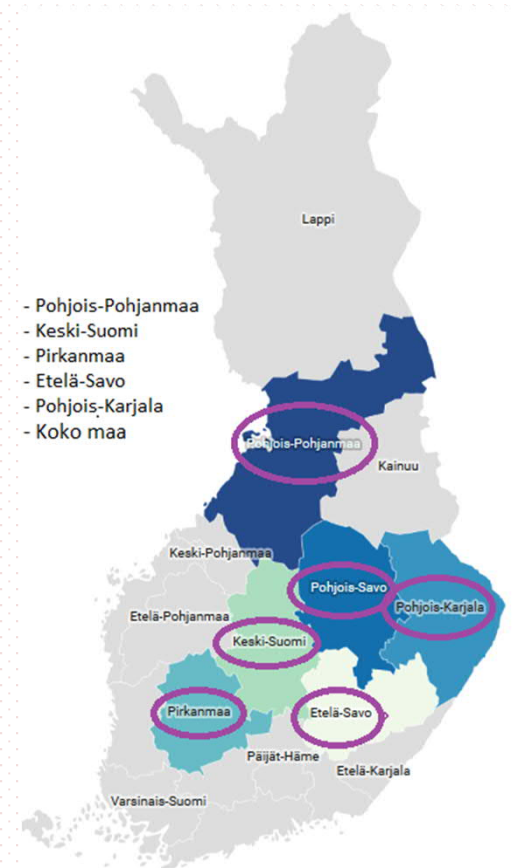 Lappi
- Pohjois-Pohjanmaa
- Keski-Suomi
- Pirkanmaa
- Etelä-Savo
- Pohjois-Karjala
- Koko maa
Pohjois-Pohjanmaa
Kainuu
Keski-Pohjanmaa
Pohjois-Savo
Pohjois-Karjala
Etelä-Pohjanmaa
Keski-Suomi
Pirkanmaa
Etelä-Savo
Päijät-Häme
Etelä-Karjala
Varsinais-Suomi